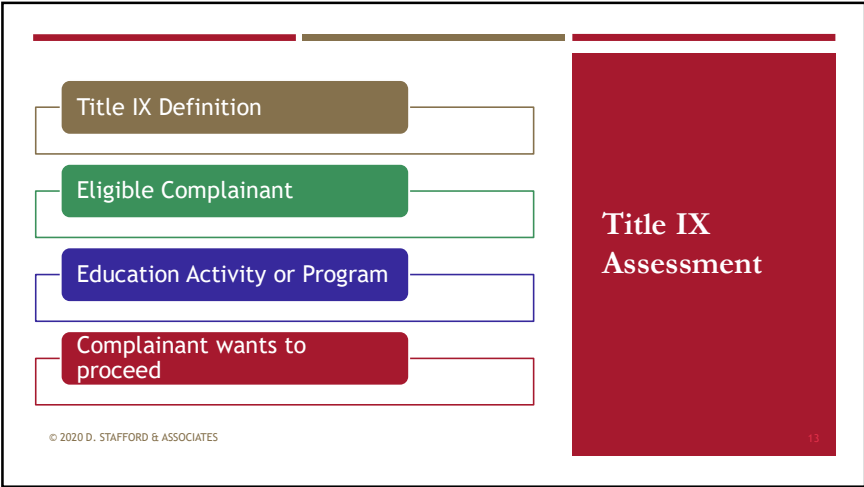 Title IX Definition
Eligible Complainant
Education Activity or Program
Complainant wants to
proceed
Title IX
Assessment
© 2020 D. STAFFORD & ASSOCIATES
13